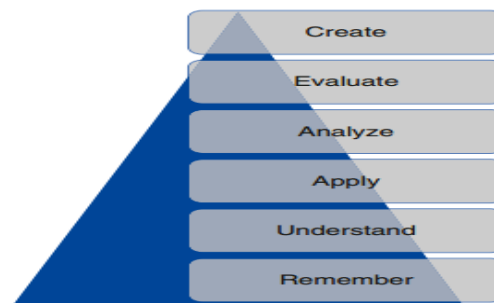 Create
Evaluate
Analyze
Apply
Understand
Remember